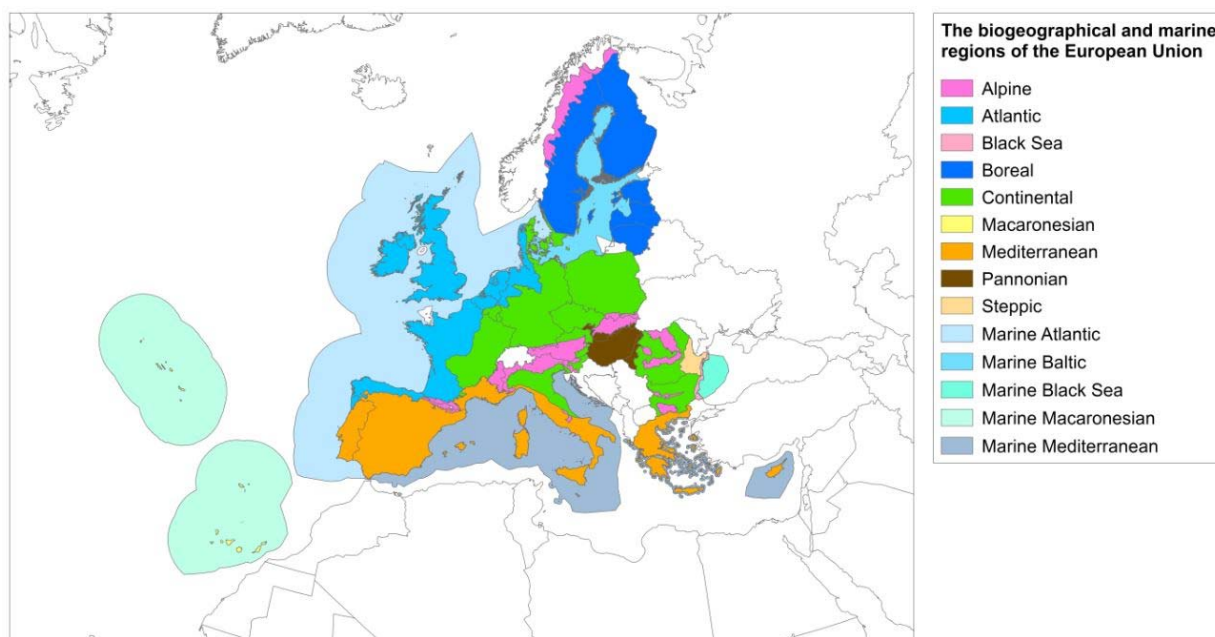 The biogeographical and marine
regions of the European Union
Alpine
Atlantic
Black Sea
Boreal
Continental
Macaronesian
Mediterranean
Pannonian
Steppic
Marine Atlantic
Marine Baltic
Marine Black Sea
Marine Macaronesian
Marine Mediterranean